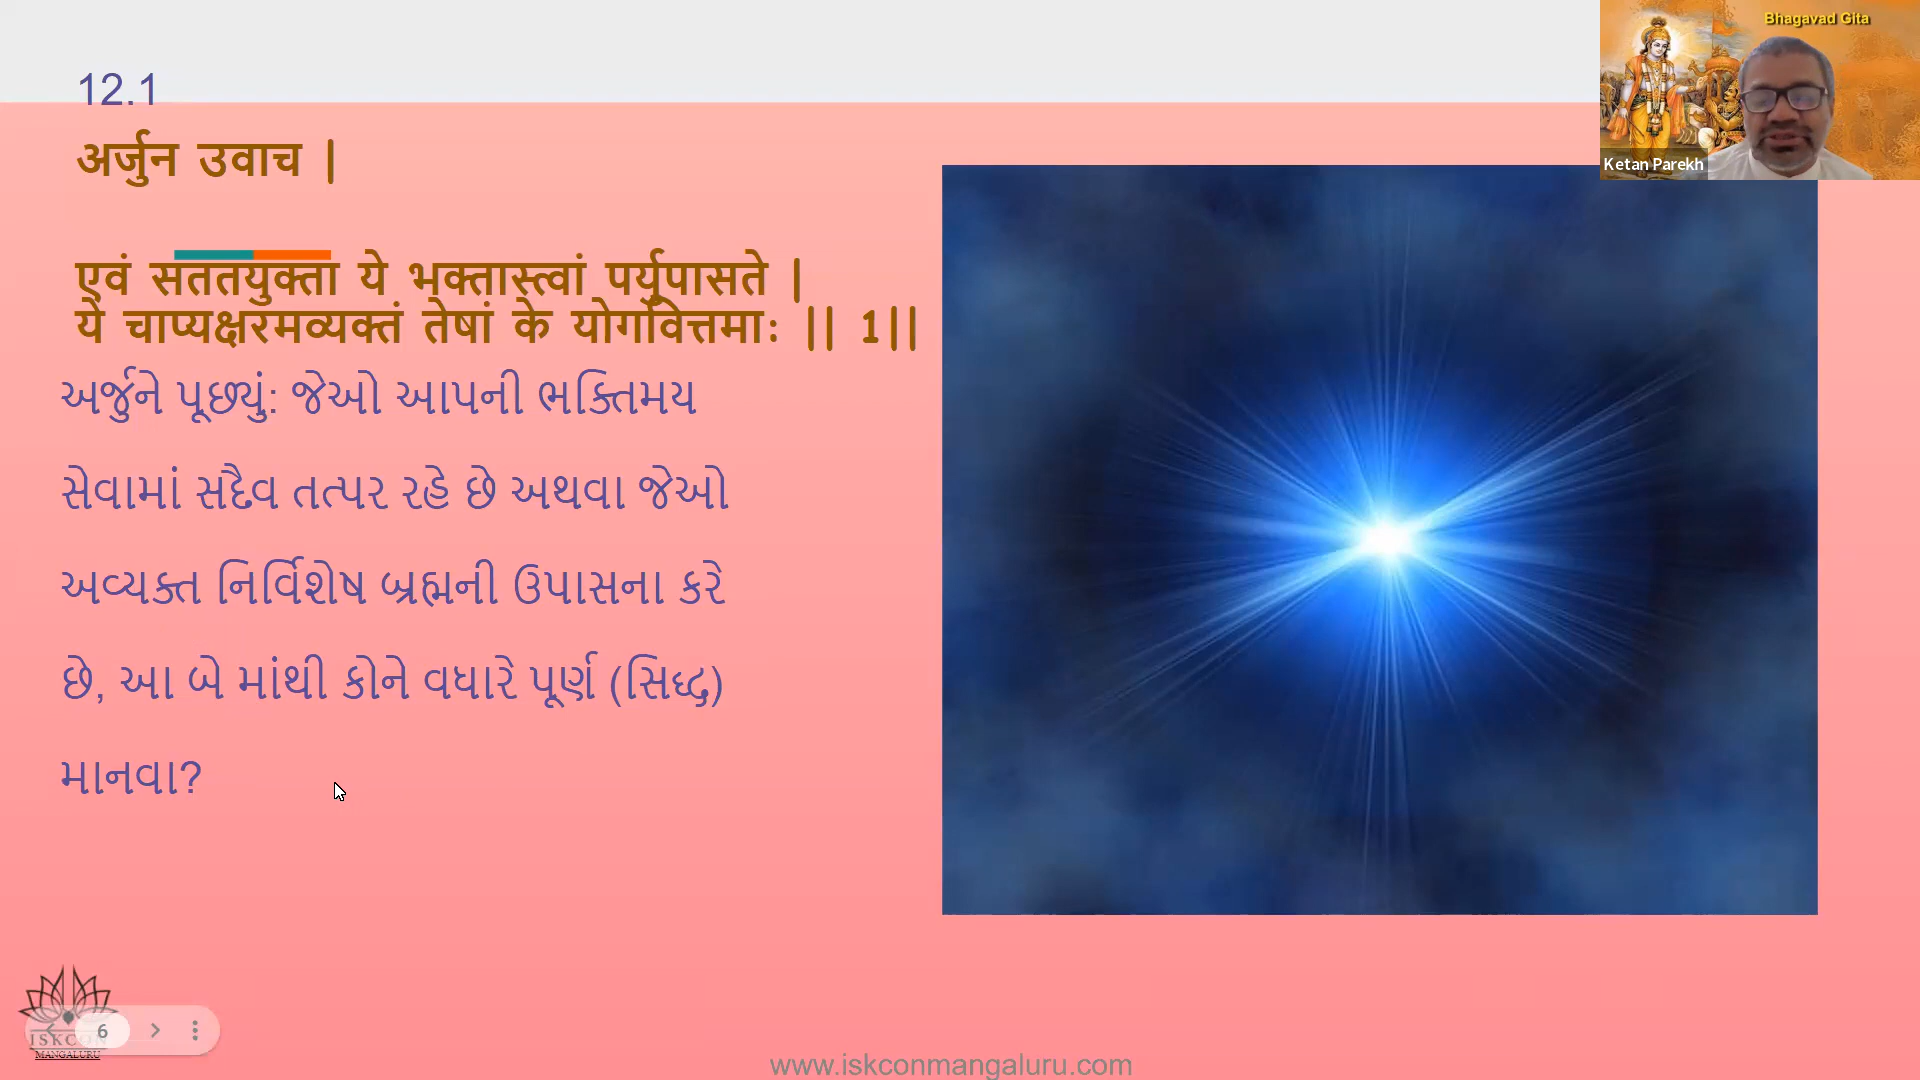 Bhagavad Gita
Ketan Parekh
12.1
अर्जुन उवाच |
एवं सततयुक्ता ये भक्तास्त्वां पर्युपासते |
ये चाप्यक्षरमव्यक्तं तेषां के योगवित्तमाः || 1||
અર્જુને પૂછ્યું: જેઓ આપની ભક્તિમય
સેવામાં સદૈવ તત્પર રહે છે અથવા જેઓ
અવ્યક્ત નિર્વિશેષ બ્રહ્મની ઉપાસના કરે
છે, આ બે માંથી કોને વધારે પૂર્ણ (સિદ્ધ)
માનવા?
6
ISKCON
MANGALURU
www.iskconmangaluru.com